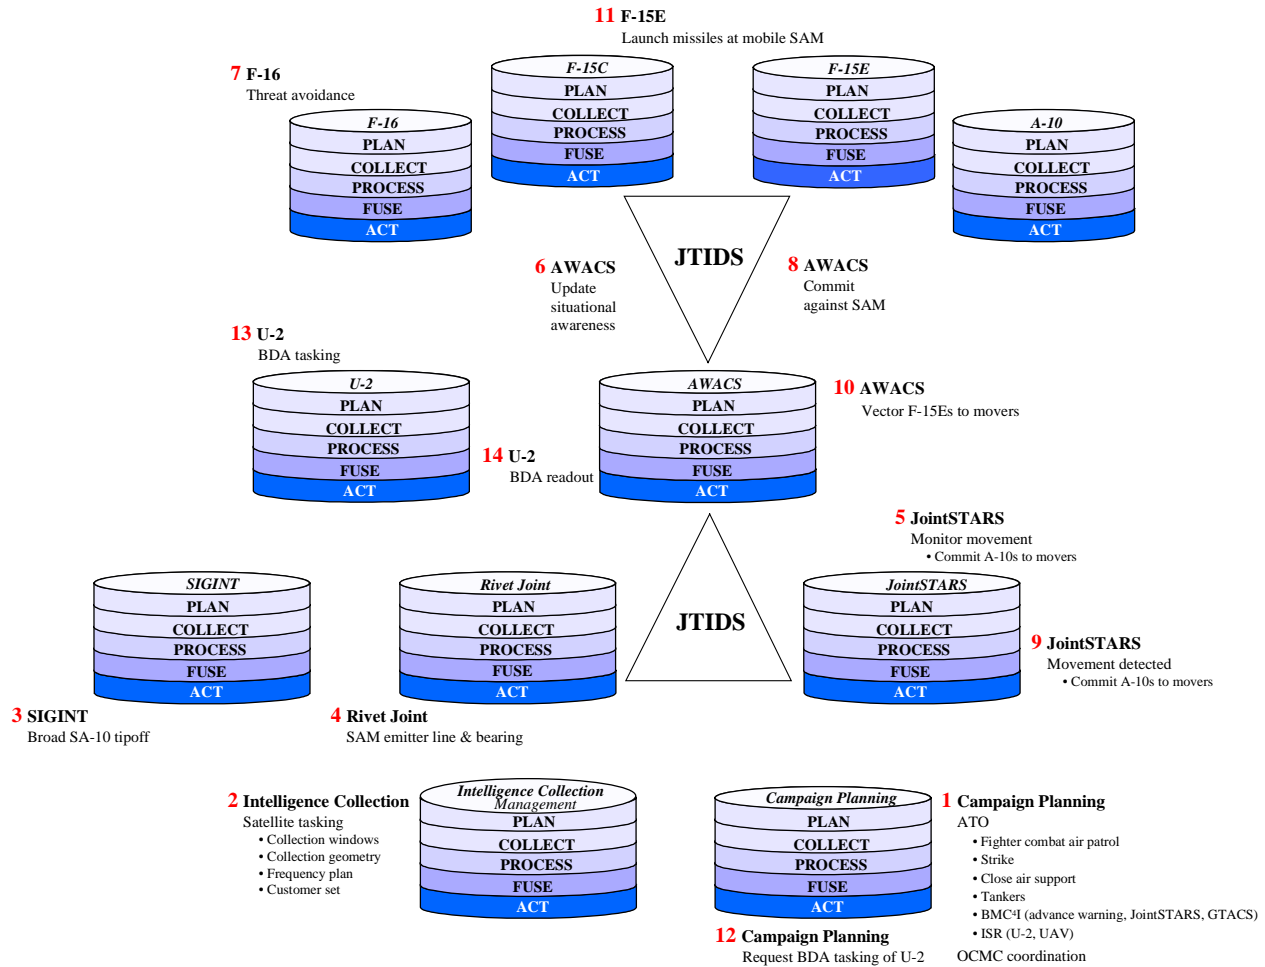 11 F-15E
Launch missiles at mobile SAM
7 F-16
Threat avoidance
F-15C
PLAN
COLLECT
PROCESS
FUSE
ACT
F-15E
PLAN
COLLECT
PROCESS
FUSE
ACT
F-16
PLAN
COLLECT
PROCESS
FUSE
ACT
A-10
PLAN
COLLECT
PROCESS
FUSE
ACT
JTIDS
6 AWACS
Update
situational
awareness
8 AWACS
Commit
against SAM
13 U-2
BDA tasking
U-2
PLAN
COLLECT
PROCESS
FUSE
ACT
14 U-2
BDA readout
AWACS
PLAN
COLLECT
PROCESS
FUSE
ACT
10 AWACS
Vector F-15Es to movers
5 JointSTARS
Monitor movement
• Commit A-10s to movers
SIGINT
PLAN
COLLECT
PROCESS
FUSE
ACT
Rivet Joint
PLAN
COLLECT
PROCESS
FUSE
ACT
JTIDS
JointSTARS
PLAN
COLLECT
PROCESS
FUSE
ACT
9 JointSTARS
Movement detected
• Commit A-10s to movers
3 SIGINT
Broad SA-10 tipoff
4 Rivet Joint
SAM emitter line & bearing
2 Intelligence Collection
Satellite tasking
• Collection windows
• Collection geometry
• Frequency plan
• Customer set
Intelligence Collection
Management
PLAN
COLLECT
PROCESS
FUSE
ACT
Campaign Planning
PLAN
COLLECT
PROCESS
FUSE
ACT
1 Campaign Planning
ATO
• Fighter combat air patrol
• Strike
• Close air support
• Tankers
• BMC⁴I (advance warning, JointSTARS, GTACS)
• ISR (U-2, UAV)
OCMC coordination
12 Campaign Planning
Request BDA tasking of U-2